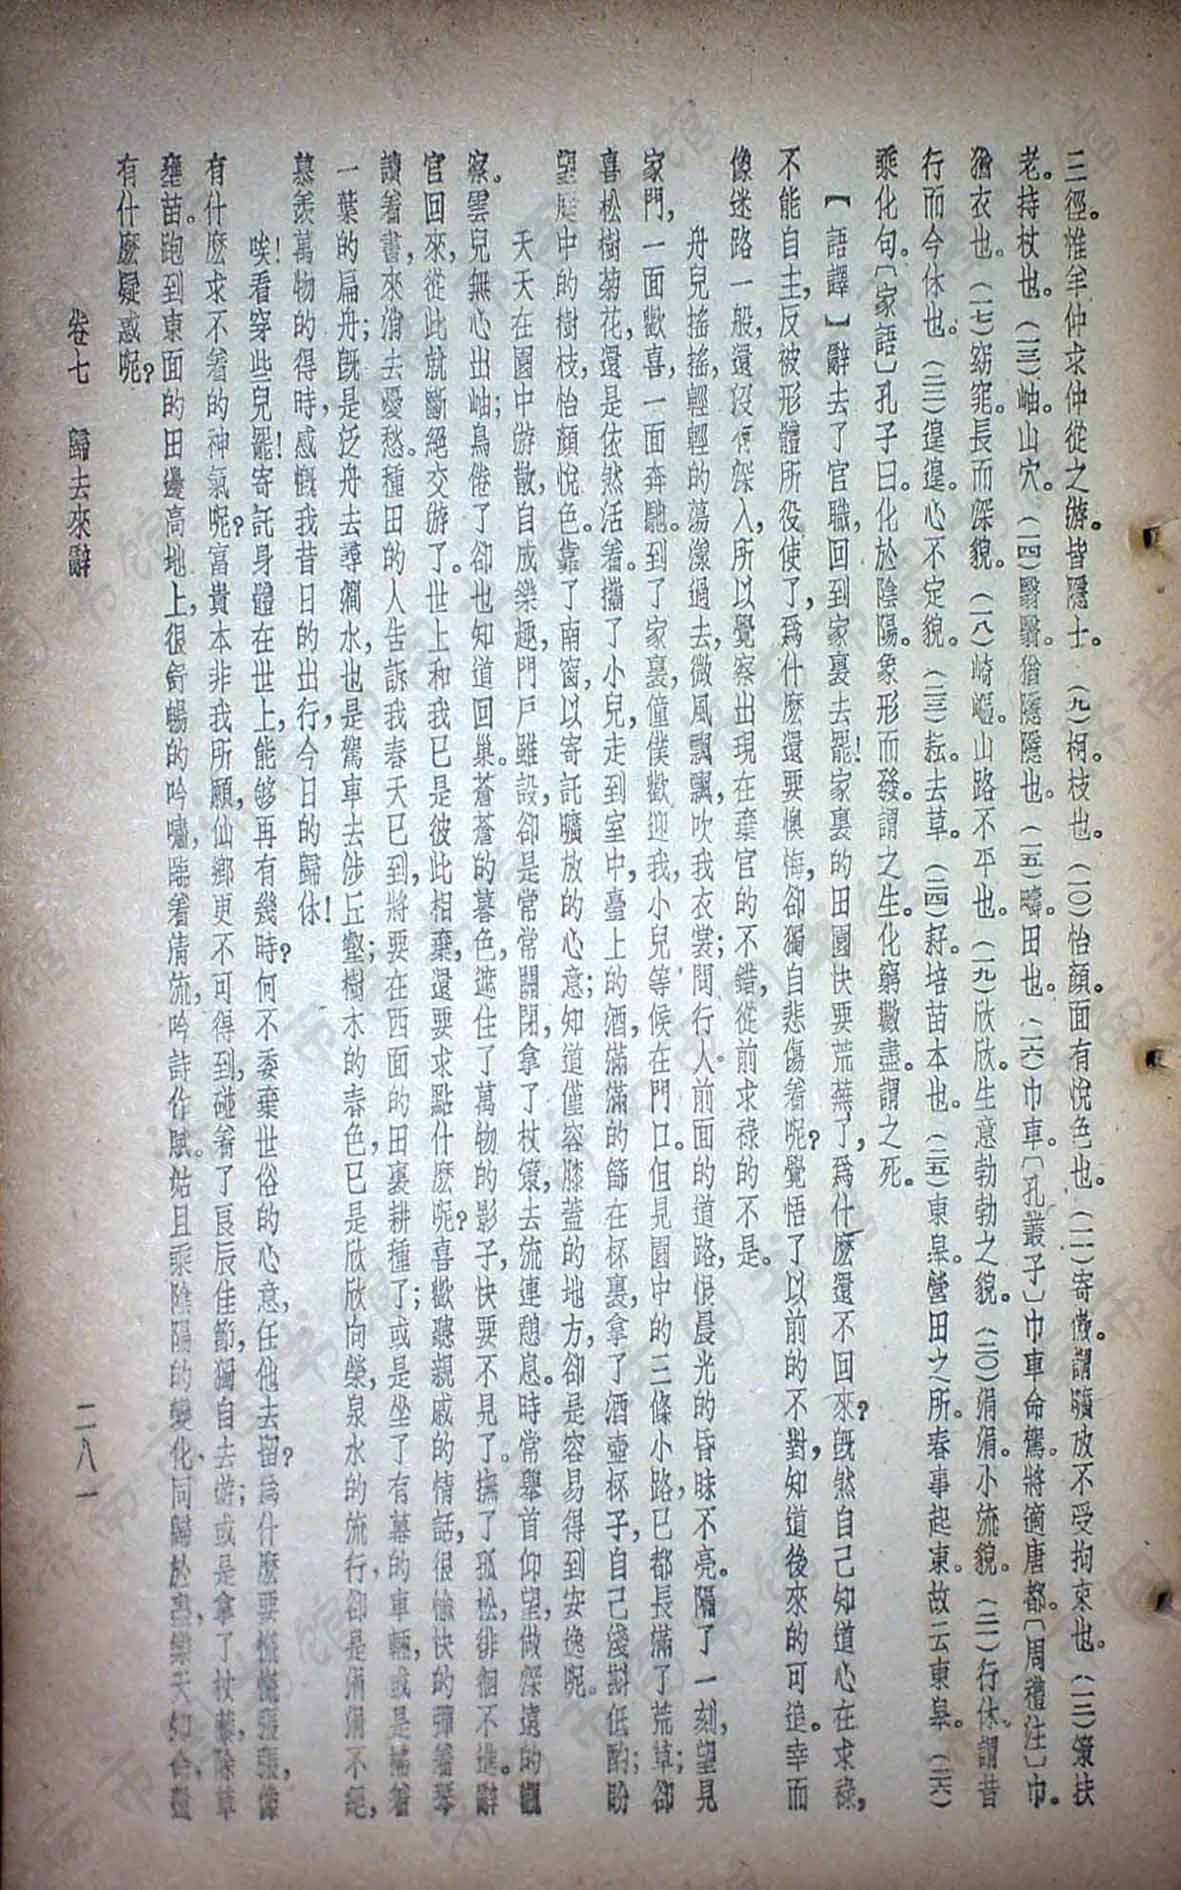 三徑。惟羊仲求仲從之游。皆隱士。(九)柯。枝也。(一〇)怡顏。面有悅色也。(一一)寄傲。謂曠放不受拘束也。(一二)策扶
老。持杖也。(一三)岫。山穴。(一四)翳翳。猶隱隱也。(一五)疇。田也。(一六)巾車。〔孔叢子〕巾車命駕。將適唐都。〔周禮注〕巾。
猶衣也。(一七)窈窕。長而深貌。(一八)崎嶇。山路不平也。(一九)欣欣。生意勃勃之貌。(二〇)涓涓。小流貌。(二一)行休。謂昔
行而今休也。(二二)遑遑。心不定貌。(二三)耘。去草。(二四)耔。培苗本也。(二五)東皋。營田之所。春事起東。故云東皋。(二六)
乘化句。〔家語〕孔子曰。化於陰陽。象形而發。謂之生。化窮數盡。謂之死。
【語譯】辭去了官職,回到家裏去罷!家裏的田園快要荒蕪了,爲什麽還不回來?旣然自己知道心在求祿,
不能自主,反被形體所役使了,爲什麽還要懊悔,卻獨自悲傷着呢?覺悟了以前的不對,知道後來的可追。幸而
像迷路一般,還沒有深入,所以覺察出現在棄官的不錯,從前求祿的不是。
舟兒搖搖,輕輕的蕩漾過去,微風飄飄,吹我衣裳;問行人。前面的道路,恨晨光的昏昧不亮。隔了一刻,望見
家門,一面歡喜,一面奔馳。到了家裏,僮僕歡迎我,小兒等候在門口。但見園中的三條小路,已都長滿了荒草;卻
喜松樹菊花,還是依然活着。攜了小兒,走到室中,臺上的酒,滿滿的篩在杯裏,拿了酒壺杯子,自己淺斟低酌;盼
望庭中的樹枝,怡顏悅色。靠了南窗,以寄託曠放的心意;知道僅容膝蓋的地方,卻是容易得到安逸呢。
天天在園中游散,自成樂趣,門戶雖設,卻是常常關閉,拿了杖策,去流連憩息。時常舉首仰望,做深遠的觀
察。雲兒無心出岫;鳥倦了卻也知道回巢。蒼蒼的暮色,遮住了萬物的影子,快要不見了。撫了孤松,徘徊不進。辭
官回來,從此就斷絕交游了。世上和我已是彼此相棄,還要求點什麽呢?喜歡聽親戚的情話,很愉快的彈着琴
讀着書,來消去憂愁。種田的人告訴我春天已到,將要在西面的田裏耕種了;或是坐了有幕的車輛,或是搖着
一葉的扁舟;旣是泛舟去尋澗水,也是駕車去涉丘壑;樹木的春色,已是欣欣向榮,泉水的流行,卻是涓涓不絕,
慕羨萬物的得時,感慨我昔日的出行,今日的歸休!
唉!看穿些兒罷!寄託身體在世上,能够再有幾時?何不委棄世俗的心意,任他去留?爲什麽要慌慌張張,像
有什麽求不着的神氣呢?富貴本非我所願,仙鄉更不可得到,碰着了良辰佳節,獨自去游;或是拿了杖藜,除草
壅苗。跑到東面的田邊高地上,很舒暢的吟嘯,臨着清流,吟詩作賦。姑且乘陰陽的變化,同歸於盡,樂天知命,還
有什麽疑惑呢?
卷七 歸去來辭 二八一